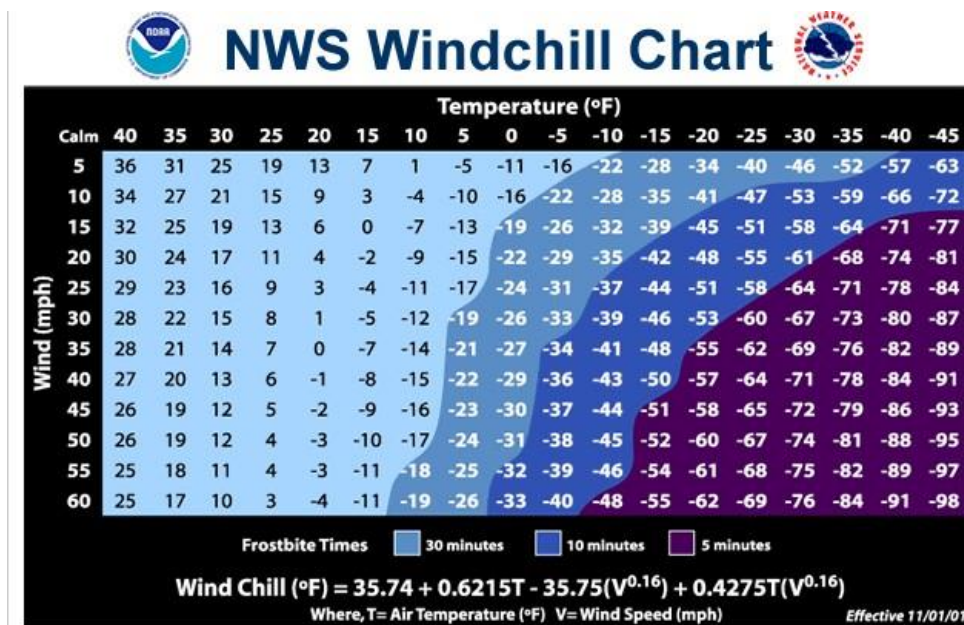 NOAA
NWS Windchill Chart
Temperature (ºF)
Calm 40 35 30 25 20 15 10 5 0 -5 -10 -15 -20 -25 -30 -35 -40 -45
5 36 31 25 19 13 7 1 -5 -11 -16 -22 -28 -34 -40 -46 -52 -57 -63
10 34 27 21 15 9 3 -4 -10 -16 -22 -28 -35 -41 -47 -53 -59 -66 -72
15 32 25 19 13 6 0 -7 -13 -19 -26 -32 -39 -45 -51 -58 -64 -71 -77
20 30 24 17 11 4 -2 -9 -15 -22 -29 -35 -42 -48 -55 -61 -68 -74 -81
25 29 23 16 9 3 -4 -11 -17 -24 -31 -37 -44 -51 -58 -64 -71 -78 -84
30 28 22 15 8 1 -5 -12 -19 -26 -33 -39 -46 -53 -60 -67 -73 -80 -87
35 28 21 14 7 0 -7 -14 -21 -27 -34 -41 -48 -55 -62 -69 -76 -82 -89
40 27 20 13 6 -1 -8 -15 -22 -29 -36 -43 -50 -57 -64 -71 -78 -84 -91
45 26 19 12 5 -2 -9 -16 -23 -30 -37 -44 -51 -58 -65 -72 -79 -86 -93
50 26 19 12 4 -3 -10 -17 -24 -31 -38 -45 -52 -60 -67 -74 -81 -88 -95
55 25 18 11 4 -3 -11 -18 -25 -32 -39 -46 -54 -61 -68 -75 -82 -89 -97
60 25 17 10 3 -4 -11 -19 -26 -33 -40 -48 -55 -62 -69 -76 -84 -91 -98
Wind (mph)
Frostbite Times 30 minutes 10 minutes 5 minutes
Wind Chill (ºF) = 35.74 + 0.6215T - 35.75(V^0.16) + 0.4275T(V^0.16)
Where, T= Air Temperature (ºF) V= Wind Speed (mph) Effective 11/01/01